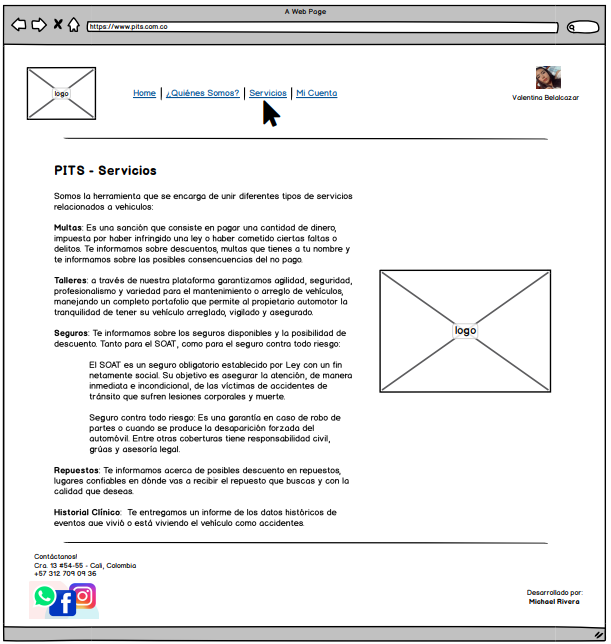 A Web Page
https://www.pits.com.co
logo
Home | ¿Quiénes Somos? | Servicios | Mi Cuenta
Valentina Belalcazar
PITS - Servicios
Somos la herramienta que se encarga de unir diferentes tipos de servicios
relacionados a vehiculos:
Multas: Es una sanción que consiste en pagar una cantidad de dinero,
impuesta por haber infringido una ley o haber cometido ciertas faltas o
delitos. Te informamos sobre descuentos, multas que tienes a tu nombre y
te informamos sobre las posibles consencuencias del no pago.
Talleres: a través de nuestra plataforma garantizamos agilidad, seguridad,
profesionalismo y variedad para el mantenimiento o arreglo de vehículos,
manejando un completo portafolio que permite al propietario automotor la
tranquilidad de tener su vehículo arreglado, vigilado y asegurado.
Seguros: Te informamos sobre los seguros disponibles y la posibilidad de
descuento. Tanto para el SOAT, como para el seguro contra todo riesgo:
El SOAT es un seguro obligatorio establecido por Ley con un fin
netamente social. Su objetivo es asegurar la atención, de manera
inmediata e incondicional, de las víctimas de accidentes de
tránsito que sufren lesiones corporales y muerte.
Seguro contra todo riesgo: Es una garantía en caso de robo de
partes o cuando se produce la desaparición forzada del
automóvil. Entre otras coberturas tiene responsabilidad civil,
grúas y asesoría legal.
Repuestos: Te informamos acerca de posibles descuento en repuestos,
lugares confiables en dónde vas a recibir el repuesto que buscas y con la
calidad que deseas.
Historial Clínico: Te entregamos un informe de los datos históricos de
eventos que vivió o está viviendo el vehículo como accidentes.
logo
Contáctanos!
Cra. 13 #54-55 - Cali, Colombia
+57 312 709 09 36
Desarrollado por:
Michael Rivera